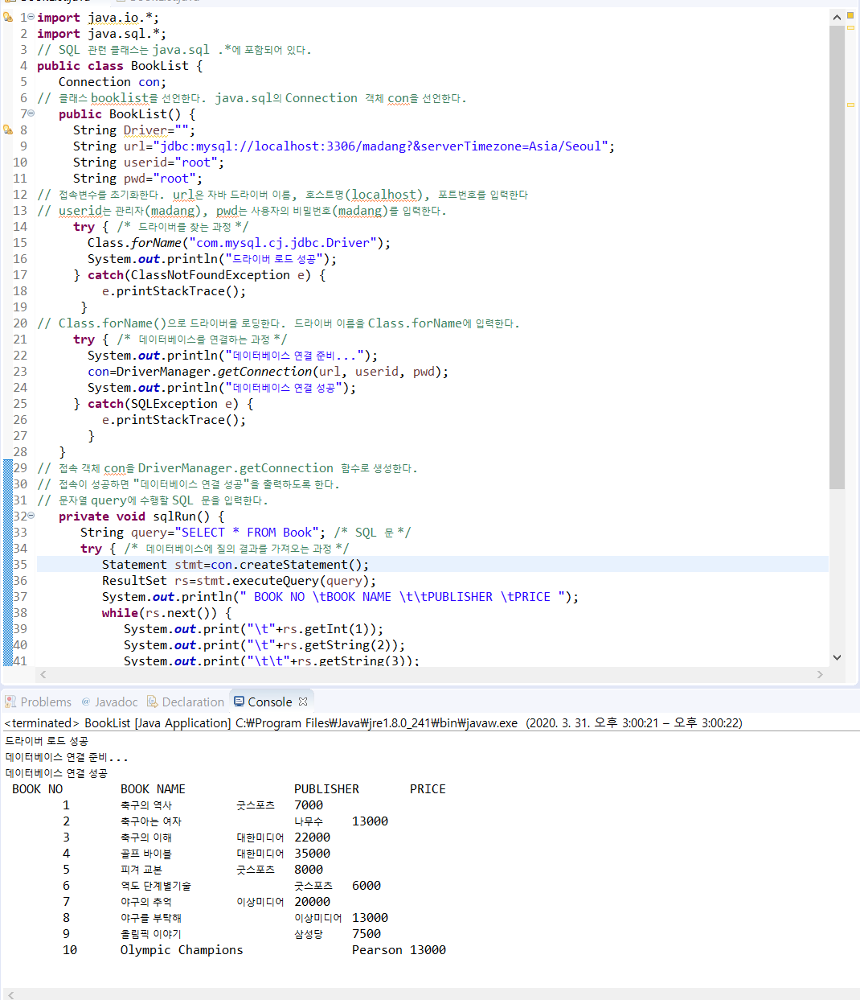 1 import java.io.*;
2 import java.sql.*;
3 // SQL 관련 클래스는 java.sql .*에 포함되어 있다.
4 public class BookList {
5 Connection con;
6 // 클래스 booklist를 선언한다. java.sql의 Connection 객체 con을 선언한다.
7 public BookList() {
8 String Driver="";
9 String url="jdbc:mysql://localhost:3306/madang?&serverTimezone=Asia/Seoul";
10 String userid="root";
11 String pwd="root";
12 // 접속변수를 초기화한다. url은 자바 드라이버 이름, 호스트명(localhost), 포트번호를 입력한다
13 // userid는 관리자(madang), pwd는 사용자의 비밀번호(madang)를 입력한다.
14 try { /* 드라이버를 찾는 과정 */
15 Class.forName("com.mysql.cj.jdbc.Driver");
16 System.out.println("드라이버 로드 성공");
17 } catch(ClassNotFoundException e) {
18 e.printStackTrace();
19 }
20 // Class.forName()으로 드라이버를 로딩한다. 드라이버 이름을 Class.forName에 입력한다.
21 try { /* 데이터베이스를 연결하는 과정 */
22 System.out.println("데이터베이스 연결 준비...");
23 con=DriverManager.getConnection(url, userid, pwd);
24 System.out.println("데이터베이스 연결 성공");
25 } catch(SQLException e) {
26 e.printStackTrace();
27 }
28 }
29 // 접속 객체 con을 DriverManager.getConnection 함수로 생성한다.
30 // 접속이 성공하면 "데이터베이스 연결 성공"을 출력하도록 한다.
31 // 문자열 query에 수행할 SQL 문을 입력한다.
32 private void sqlRun() {
33 String query="SELECT * FROM Book"; /* SQL 문 */
34 try { /* 데이터베이스에 질의 결과를 가져오는 과정 */
35 Statement stmt=con.createStatement();
36 ResultSet rs=stmt.executeQuery(query);
37 System.out.println(" BOOK NO \tBOOK NAME \t\tPUBLISHER \tPRICE ");
38 while(rs.next()) {
39 System.out.print("\t"+rs.getInt(1));
40 System.out.print("\t"+rs.getString(2));
41 System.out.print("\t\t"+rs.getString(3));
Problems @ Javadoc Declaration Console
<terminated> BookList [Java Application] C:₩Program Files₩Java₩jre1.8.0_241₩bin₩javaw.exe (2020. 3. 31. 오후 3:00:21 – 오후 3:00:22)
드라이버 로드 성공
데이터베이스 연결 준비...
데이터베이스 연결 성공
BOOK NO BOOK NAME PUBLISHER PRICE
1 축구의 역사 굿스포츠 7000
2 축구아는 여자 나무수 13000
3 축구의 이해 대한미디어 22000
4 골프 바이블 대한미디어 35000
5 피겨 교본 굿스포츠 8000
6 역도 단계별기술 굿스포츠 6000
7 야구의 추억 이상미디어 20000
8 야구를 부탁해 이상미디어 13000
9 올림픽 이야기 삼성당 7500
10 Olympic Champions Pearson 13000